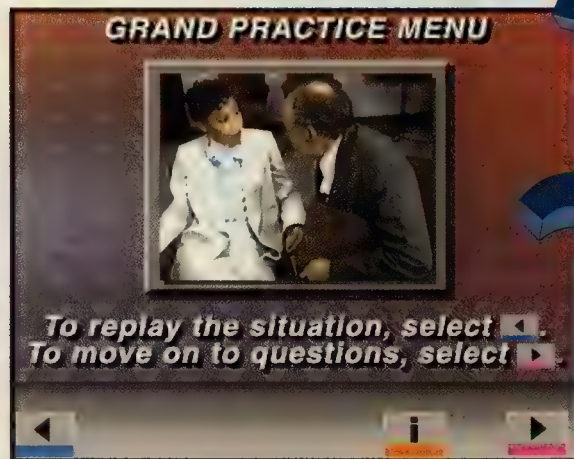 GRAND PRACTICE MENU
To replay the situation, select ◄.
To move on to questions, select ►.
i